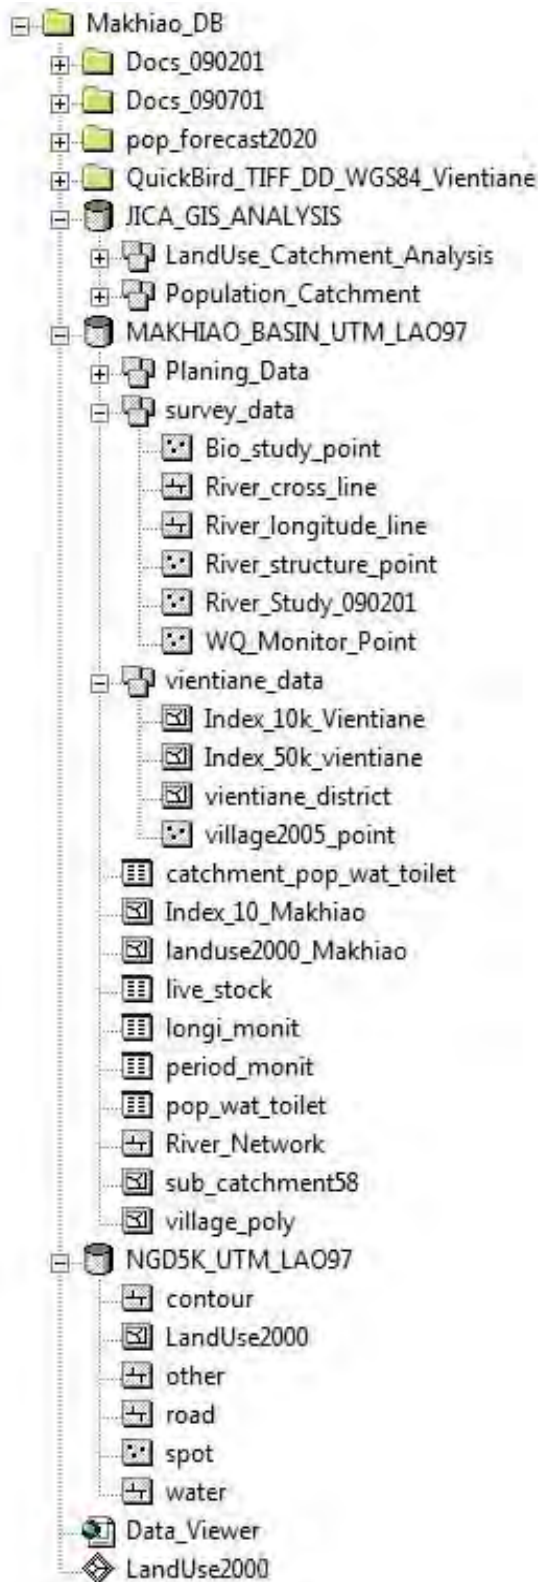 Makhiao_DB
Docs_090201
Docs_090701
pop_forecast2020
QuickBird_TIFF_DD_WGS84_Vientiane
JICA_GIS_ANALYSIS
LandUse_Catchment_Analysis
Population_Catchment
MAKHIAO_BASIN_UTM_LAO97
Planing_Data
survey_data
Bio_study_point
River_cross_line
River_longitude_line
River_structure_point
River_Study_090201
WQ_Monitor_Point
vientiane_data
Index_10k_Vientiane
Index_50k_vientiane
vientiane_district
village2005_point
catchment_pop_wat_toilet
Index_10_Makhiao
landuse2000_Makhiao
live_stock
longi_monit
period_monit
pop_wat_toilet
River_Network
sub_catchment58
village_poly
NGD5K_UTM_LAO97
contour
LandUse2000
other
road
spot
water
Data_Viewer
LandUse2000